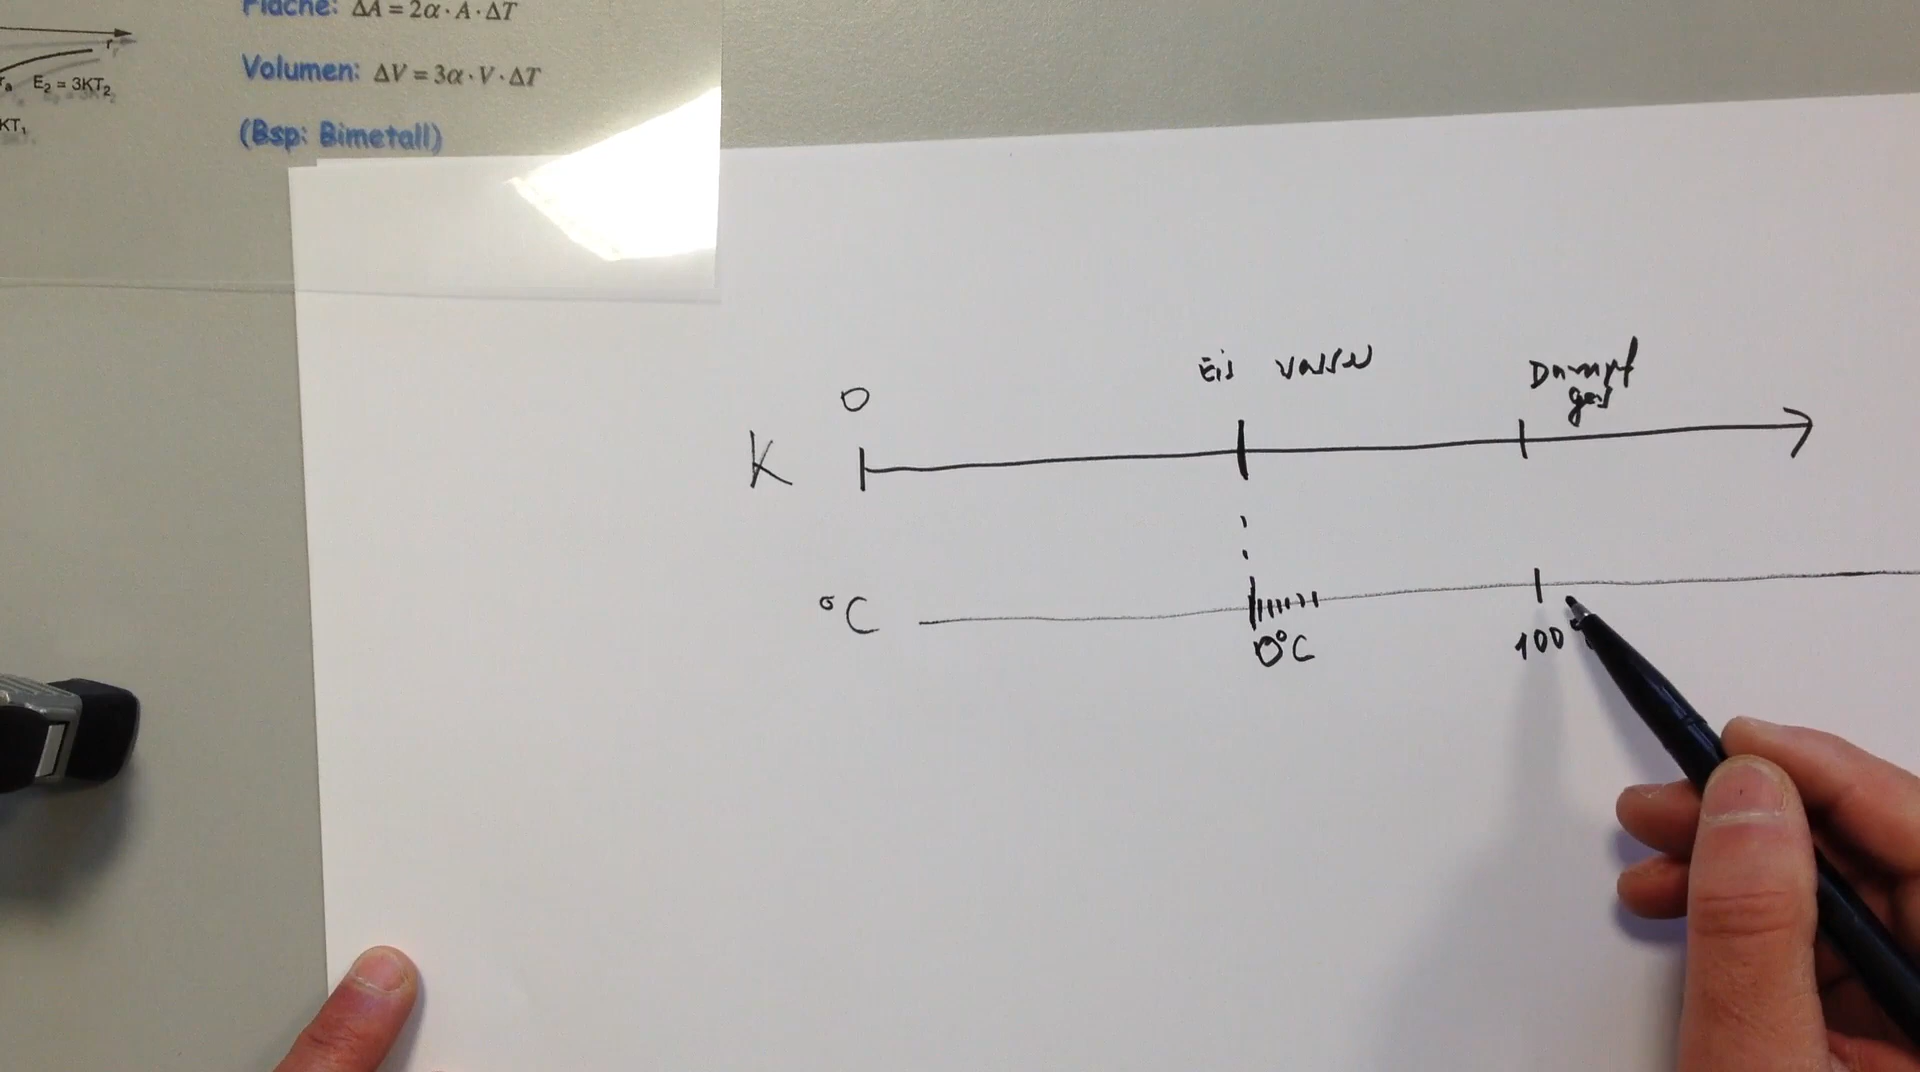 Fläche: ΔA = 2α · A · ΔT
Volumen: ΔV = 3α · V · ΔT
(Bsp: Bimetall)
r
E₂ = 3KT₂
KT₁
Eis Wasser
Dampf
gas
0
K
°C
0°C
100°